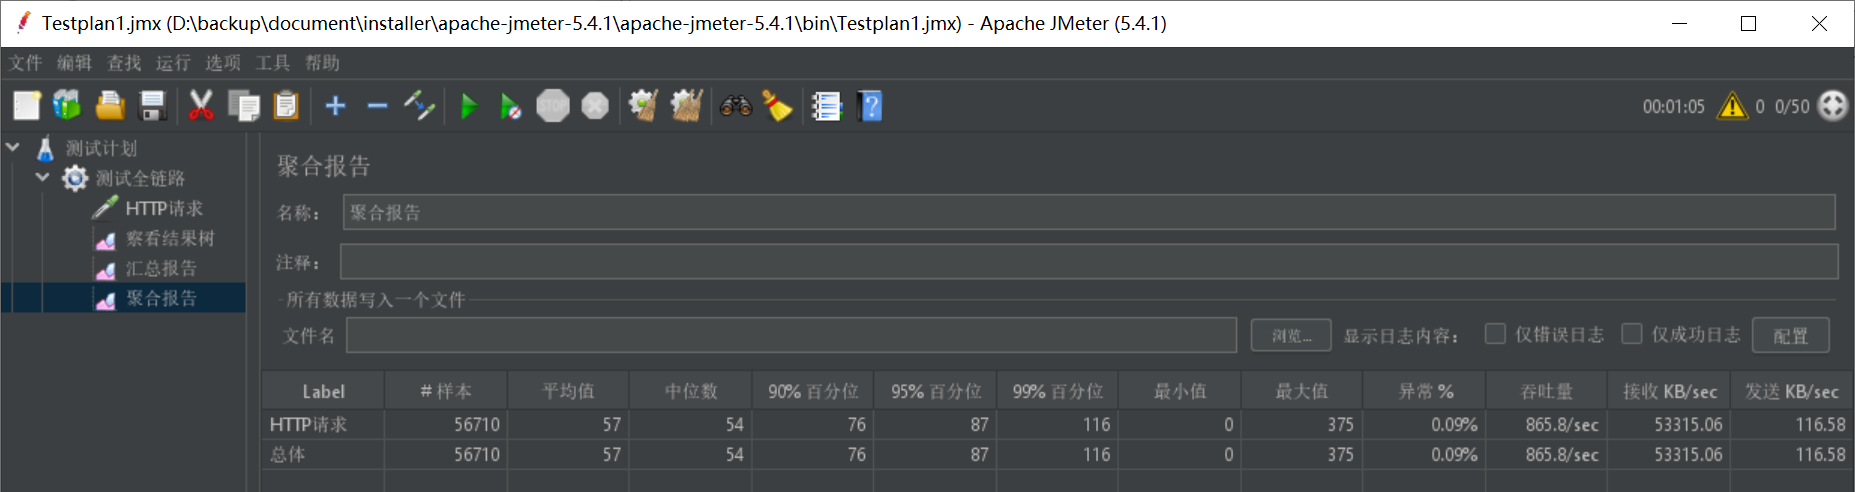 Testplan1.jmx (D:\backup\document\installer\apache-jmeter-5.4.1\apache-jmeter-5.4.1\bin\Testplan1.jmx) - Apache JMeter (5.4.1)
文件 编辑 查找 运行 选项 工具 帮助
STOP 00:01:05 0 0/50
测试计划
测试全链路
HTTP请求
察看结果树
汇总报告
聚合报告
聚合报告
名称： 聚合报告
注释：
所有数据写入一个文件
文件名 浏览... 显示日志内容： 仅错误日志 仅成功日志 配置
Label # 样本 平均值 中位数 90% 百分位 95% 百分位 99% 百分位 最小值 最大值 异常 % 吞吐量 接收 KB/sec 发送 KB/sec
HTTP请求 56710 57 54 76 87 116 0 375 0.09% 865.8/sec 53315.06 116.58
总体 56710 57 54 76 87 116 0 375 0.09% 865.8/sec 53315.06 116.58